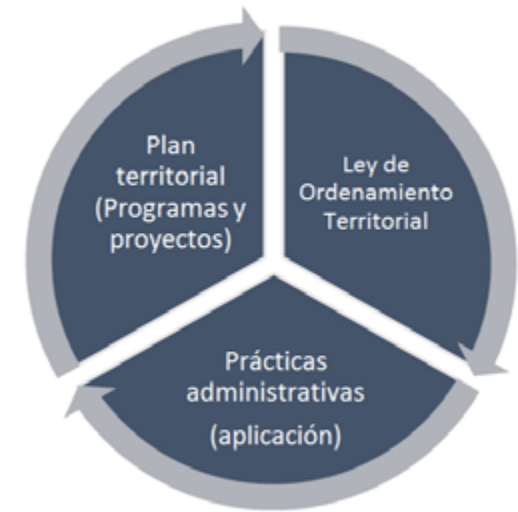 Plan
territorial
(Programas y
proyectos)
Ley de
Ordenamiento
Territorial
Prácticas
administrativas
(aplicación)